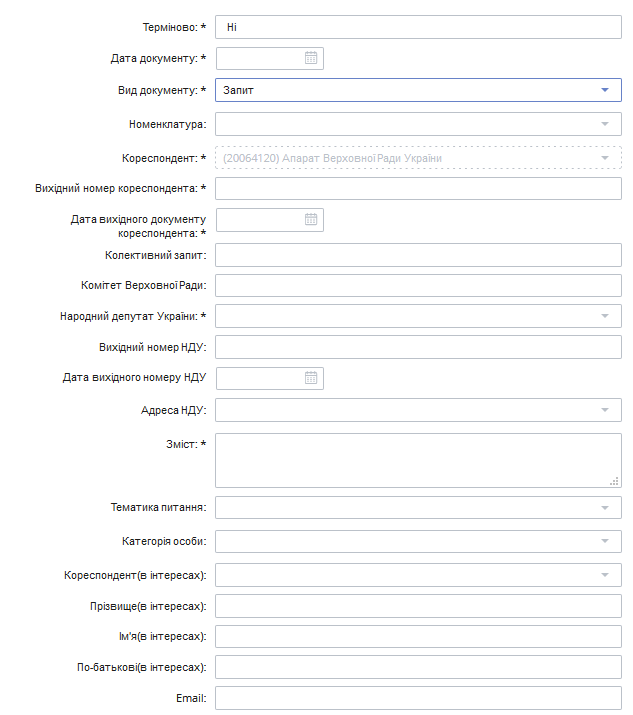 Терміново: * Ні
Дата документу: *
Вид документу: * Запит
Номенклатура:
Кореспондент: * (20064120) Апарат Верховної Ради України
Вихідний номер кореспондента: *
Дата вихідного документу
кореспондента: *
Колективний запит:
Комітет Верховної Ради:
Народний депутат України: *
Вихідний номер НДУ:
Дата вихідного номеру НДУ
Адреса НДУ:
Зміст: *
Тематика питання:
Категорія особи:
Кореспондент(в інтересах):
Прізвище(в інтересах):
Ім'я(в інтересах):
По-батькові(в інтересах):
Email: